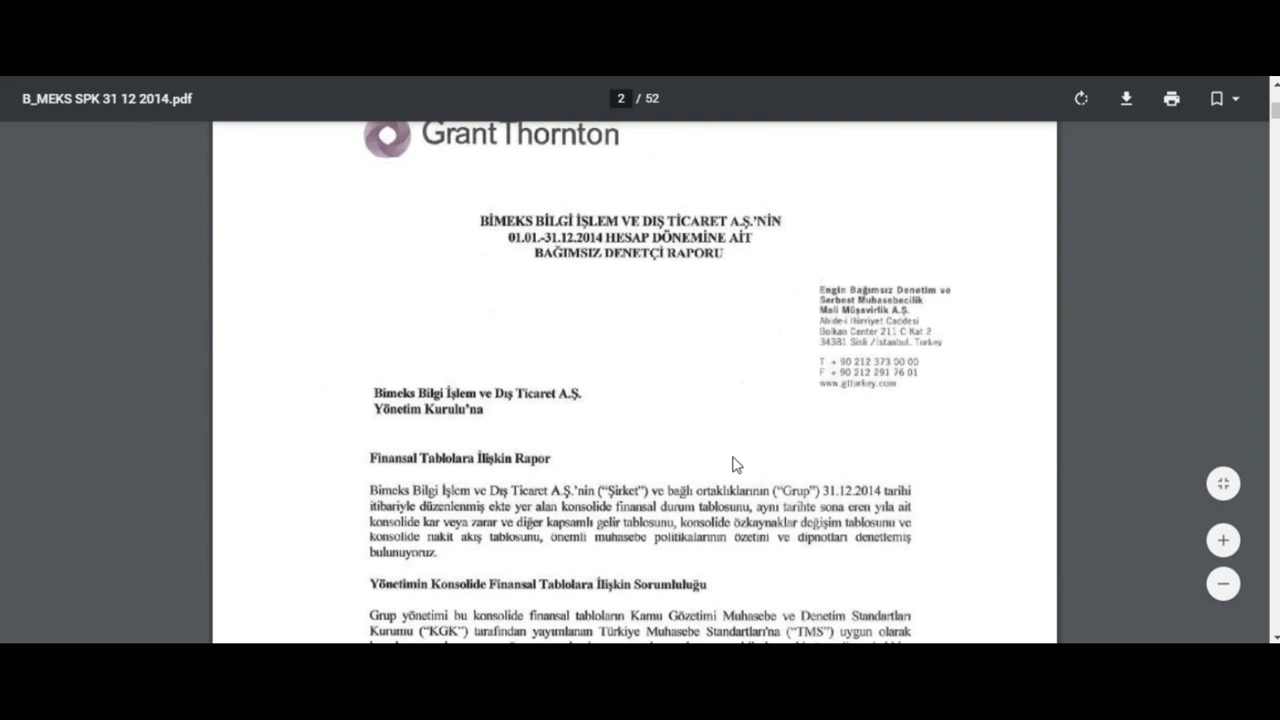 B_MEKS SPK 31 12 2014.pdf
2 / 52
Grant Thornton
BİMEKS BİLGİ İŞLEM VE DIŞ TİCARET A.Ş.'NİN
01.01.-31.12.2014 HESAP DÖNEMİNE AİT
BAĞIMSIZ DENETÇİ RAPORU
Engin Bağımsız Denetim ve
Serbest Muhasebecilik
Mali Müşavirlik A.Ş.
Abide-i Hürriyet Caddesi
Bolkan Center 211 C Kat 2
34381 Sisli /İstanbul, Turkey
T + 90 212 373 00 00
F + 90 212 291 76 01
www.gtturkey.com
Bimeks Bilgi İşlem ve Dış Ticaret A.Ş.
Yönetim Kurulu'na
Finansal Tablolara İlişkin Rapor
Bimeks Bilgi İşlem ve Dış Ticaret A.Ş.'nin ("Şirket") ve bağlı ortaklıklarının ("Grup") 31.12.2014 tarihi
itibariyle düzenlenmiş ekte yer alan konsolide finansal durum tablosunu, aynı tarihte sona eren yıla ait
konsolide kar veya zarar ve diğer kapsamlı gelir tablosunu, konsolide özkaynaklar değişim tablosunu ve
konsolide nakit akış tablosunu, önemli muhasebe politikalarının özetini ve dipnotları denetlemiş
bulunuyoruz.
Yönetimin Konsolide Finansal Tablolara İlişkin Sorumluluğu
Grup yönetimi bu konsolide finansal tabloların Kamu Gözetimi Muhasebe ve Denetim Standartları
Kurumu ("KGK") tarafından yayımlanan Türkiye Muhasebe Standartları'na ("TMS") uygun olarak